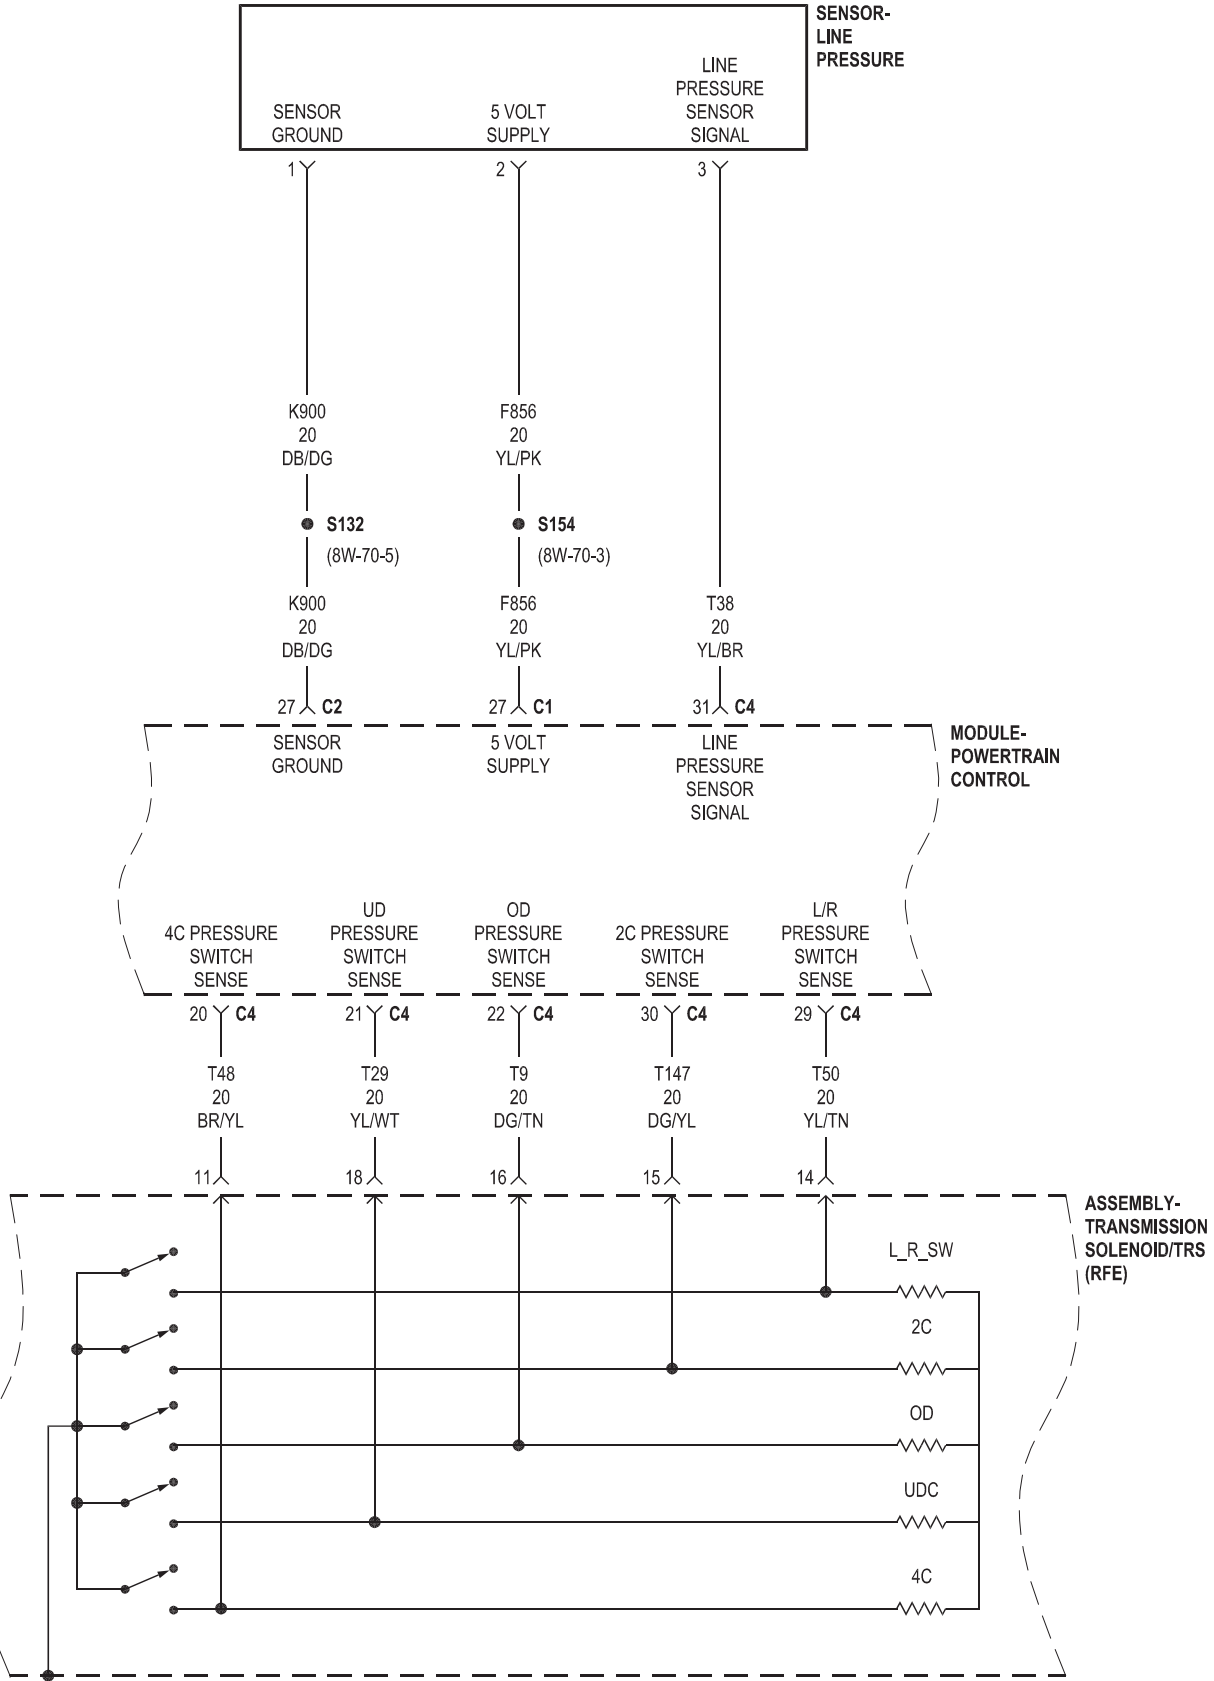 SENSOR-
LINE
PRESSURE
LINE
PRESSURE
SENSOR
SIGNAL
SENSOR
GROUND
5 VOLT
SUPPLY
1
2
3
K900
20
DB/DG
F856
20
YL/PK
S132
(8W-70-5)
S154
(8W-70-3)
K900
20
DB/DG
F856
20
YL/PK
T38
20
YL/BR
27 C2
27 C1
31 C4
SENSOR
GROUND
5 VOLT
SUPPLY
LINE
PRESSURE
SENSOR
SIGNAL
MODULE-
POWERTRAIN
CONTROL
4C PRESSURE
SWITCH
SENSE
UD
PRESSURE
SWITCH
SENSE
OD
PRESSURE
SWITCH
SENSE
2C PRESSURE
SWITCH
SENSE
L/R
PRESSURE
SWITCH
SENSE
20 C4
21 C4
22 C4
30 C4
29 C4
T48
20
BR/YL
T29
20
YL/WT
T9
20
DG/TN
T147
20
DG/YL
T50
20
YL/TN
11
18
16
15
14
ASSEMBLY-
TRANSMISSION
SOLENOID/TRS
(RFE)
L_R_SW
2C
OD
UDC
4C